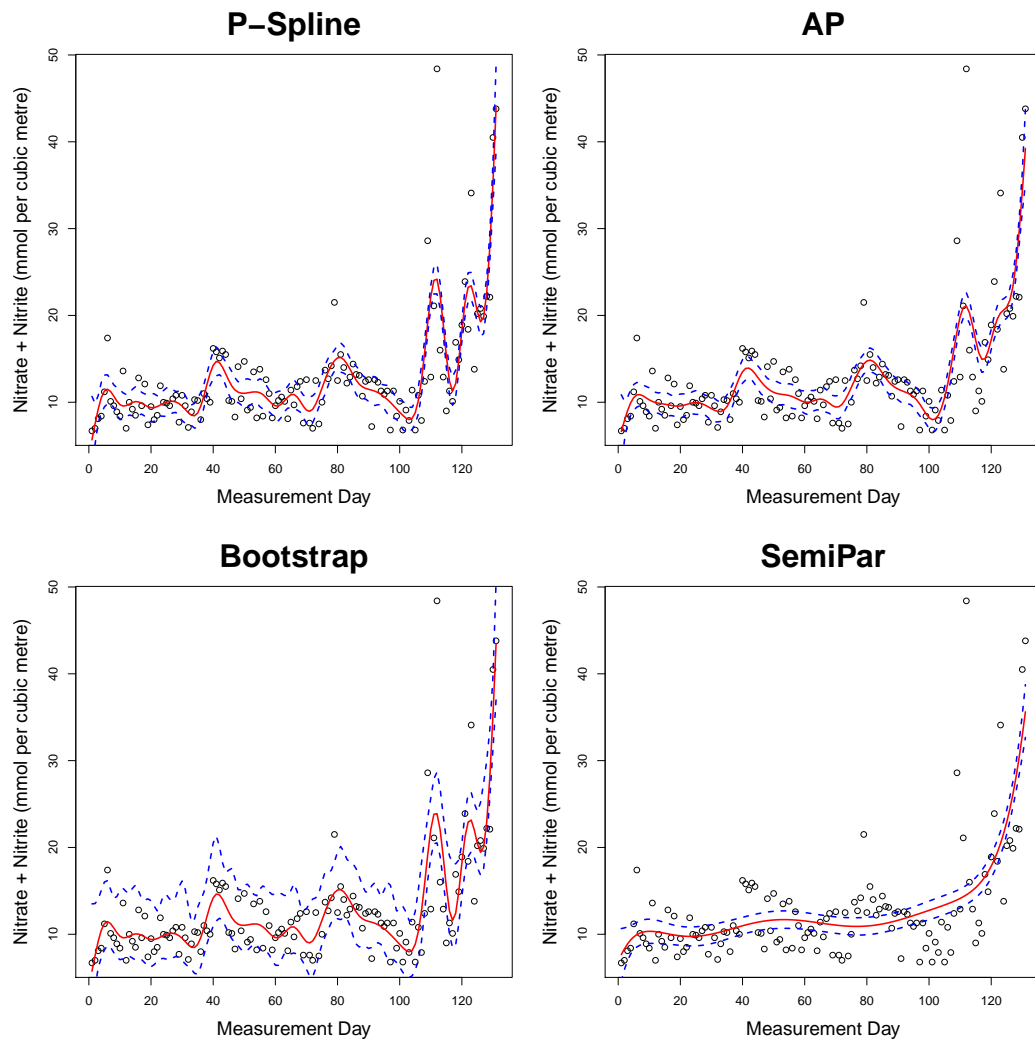 P−Spline
AP
Nitrate + Nitrite (mmol per cubic metre)
10 20 30 40 50
0 20 40 60 80 100 120
Measurement Day
Nitrate + Nitrite (mmol per cubic metre)
10 20 30 40 50
0 20 40 60 80 100 120
Measurement Day
Bootstrap
SemiPar
Nitrate + Nitrite (mmol per cubic metre)
10 20 30 40 50
0 20 40 60 80 100 120
Measurement Day
Nitrate + Nitrite (mmol per cubic metre)
10 20 30 40 50
0 20 40 60 80 100 120
Measurement Day